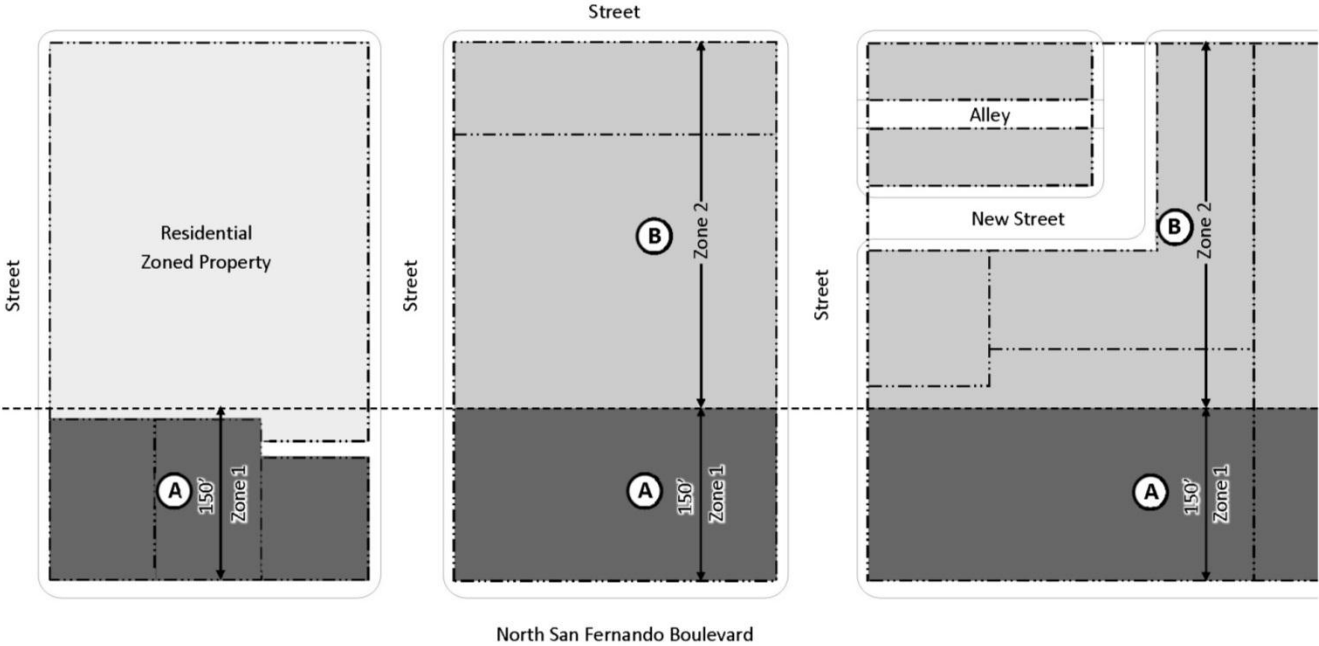 Street
Alley
New Street
Residential
Zoned Property
Street
Street
Street
B
Zone 2
B
Zone 2
A
150'
Zone 1
A
150'
Zone 1
A
150'
Zone 1
North San Fernando Boulevard